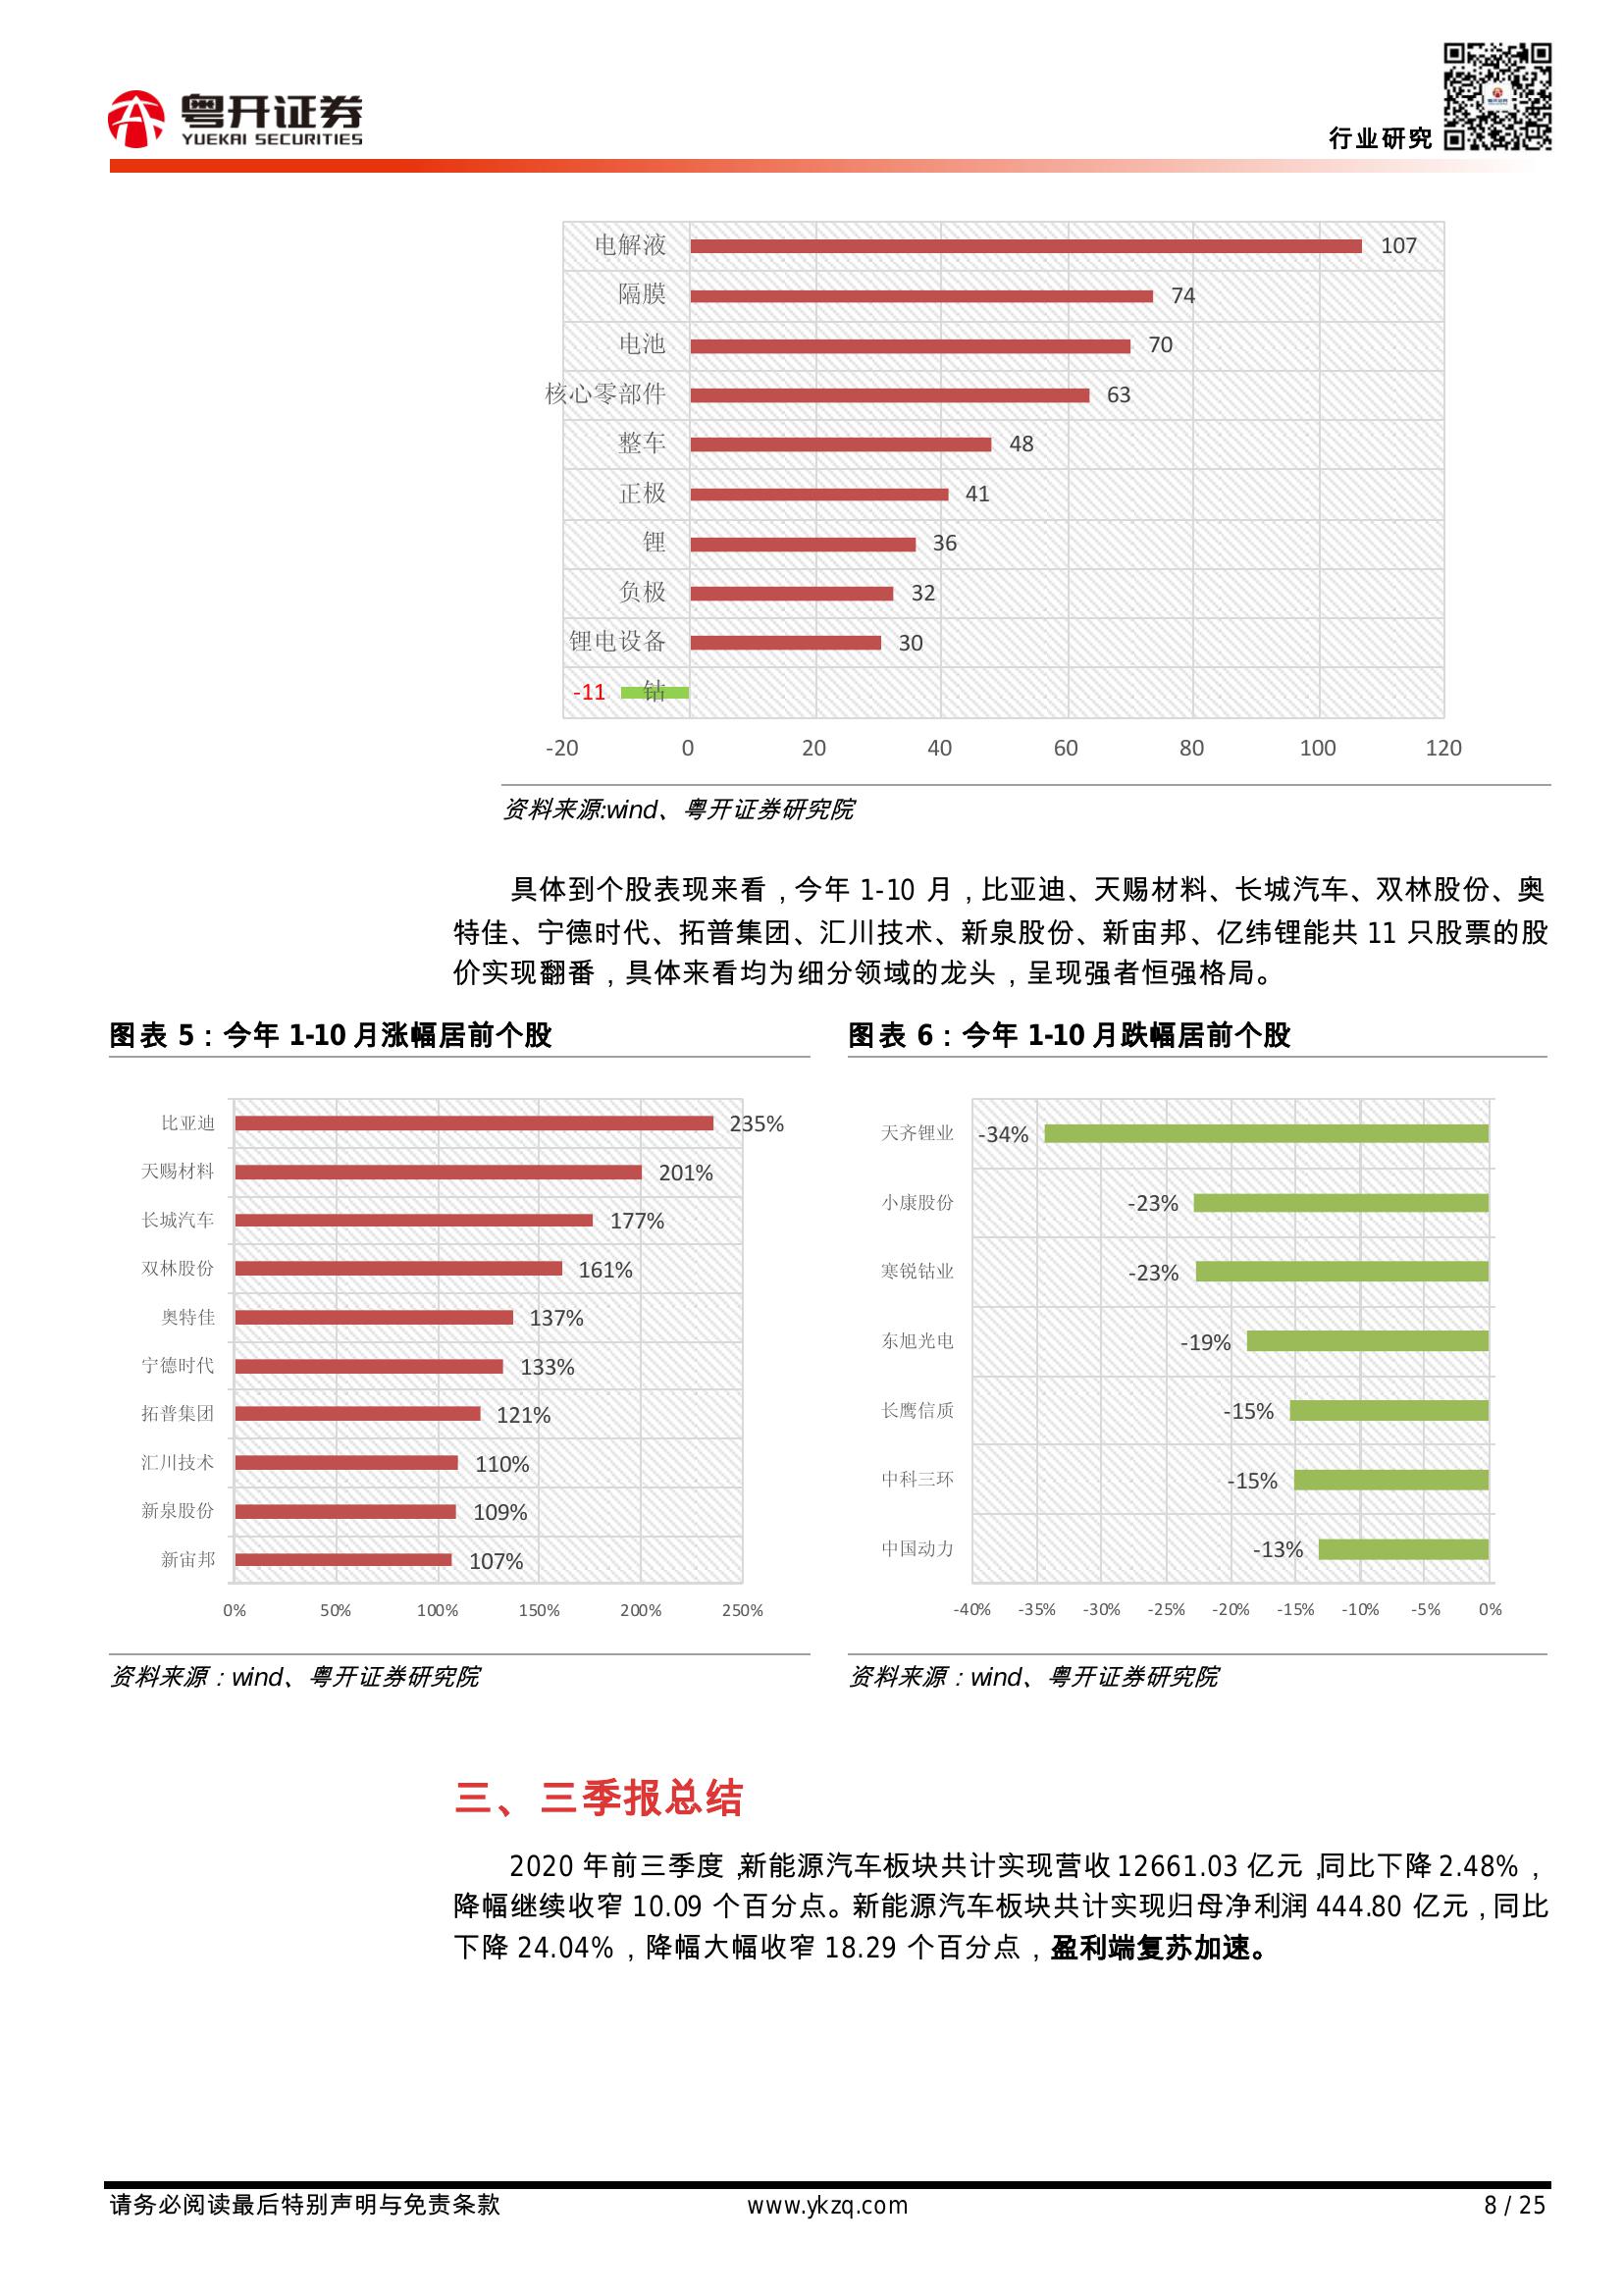 粤开证券
YUEKAI SECURITIES
行业研究
电解液 107
隔膜 74
电池 70
核心零部件 63
整车 48
正极 41
锂 36
负极 32
锂电设备 30
-11 钴
-20 0 20 40 60 80 100 120
资料来源:wind、粤开证券研究院
具体到个股表现来看，今年 1-10 月，比亚迪、天赐材料、长城汽车、双林股份、奥
特佳、宁德时代、拓普集团、汇川技术、新泉股份、新宙邦、亿纬锂能共 11 只股票的股
价实现翻番，具体来看均为细分领域的龙头，呈现强者恒强格局。
图表 5：今年 1-10 月涨幅居前个股
比亚迪 235%
天赐材料 201%
长城汽车 177%
双林股份 161%
奥特佳 137%
宁德时代 133%
拓普集团 121%
汇川技术 110%
新泉股份 109%
新宙邦 107%
0% 50% 100% 150% 200% 250%
资料来源：wind、粤开证券研究院
图表 6：今年 1-10 月跌幅居前个股
天齐锂业 -34%
小康股份 -23%
寒锐钴业 -23%
东旭光电 -19%
长鹰信质 -15%
中科三环 -15%
中国动力 -13%
-40% -35% -30% -25% -20% -15% -10% -5% 0%
资料来源：wind、粤开证券研究院
三、三季报总结
2020 年前三季度，新能源汽车板块共计实现营收 12661.03 亿元，同比下降 2.48%，
降幅继续收窄 10.09 个百分点。新能源汽车板块共计实现归母净利润 444.80 亿元，同比
下降 24.04%，降幅大幅收窄 18.29 个百分点，盈利端复苏加速。
请务必阅读最后特别声明与免责条款 www.ykzq.com 8 / 25